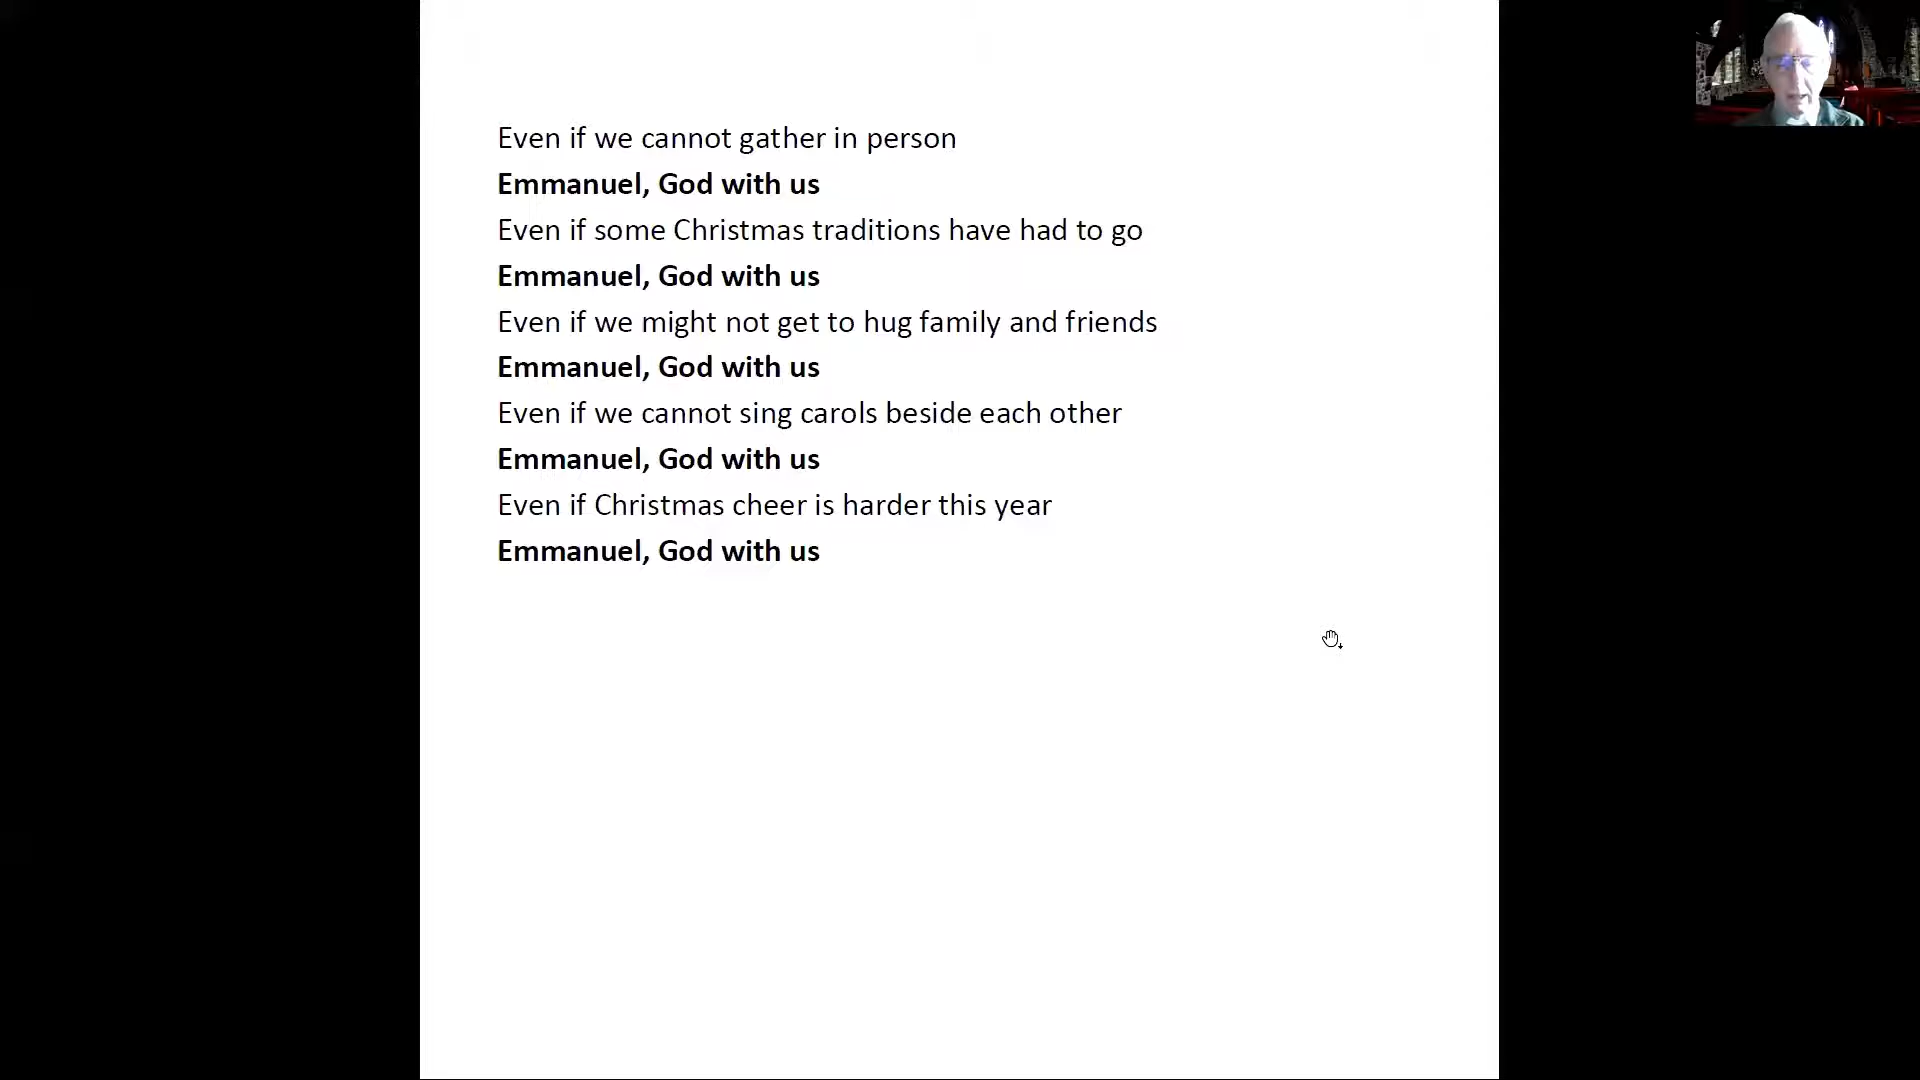 Even if we cannot gather in person
Emmanuel, God with us
Even if some Christmas traditions have had to go
Emmanuel, God with us
Even if we might not get to hug family and friends
Emmanuel, God with us
Even if we cannot sing carols beside each other
Emmanuel, God with us
Even if Christmas cheer is harder this year
Emmanuel, God with us